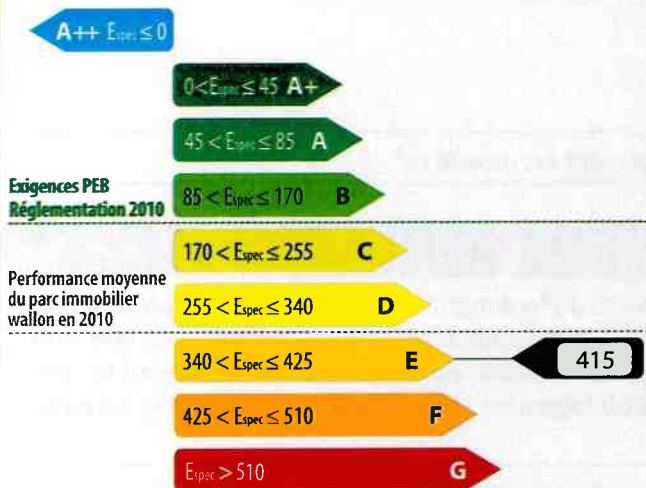 A++ Espec ≤ 0
0 < Espec ≤ 45 A+
45 < Espec ≤ 85 A
Exigences PEB
Réglementation 2010
85 < Espec ≤ 170 B
170 < Espec ≤ 255 C
Performance moyenne
du parc immobilier
wallon en 2010
255 < Espec ≤ 340 D
340 < Espec ≤ 425 E 415
425 < Espec ≤ 510 F
Espec > 510 G